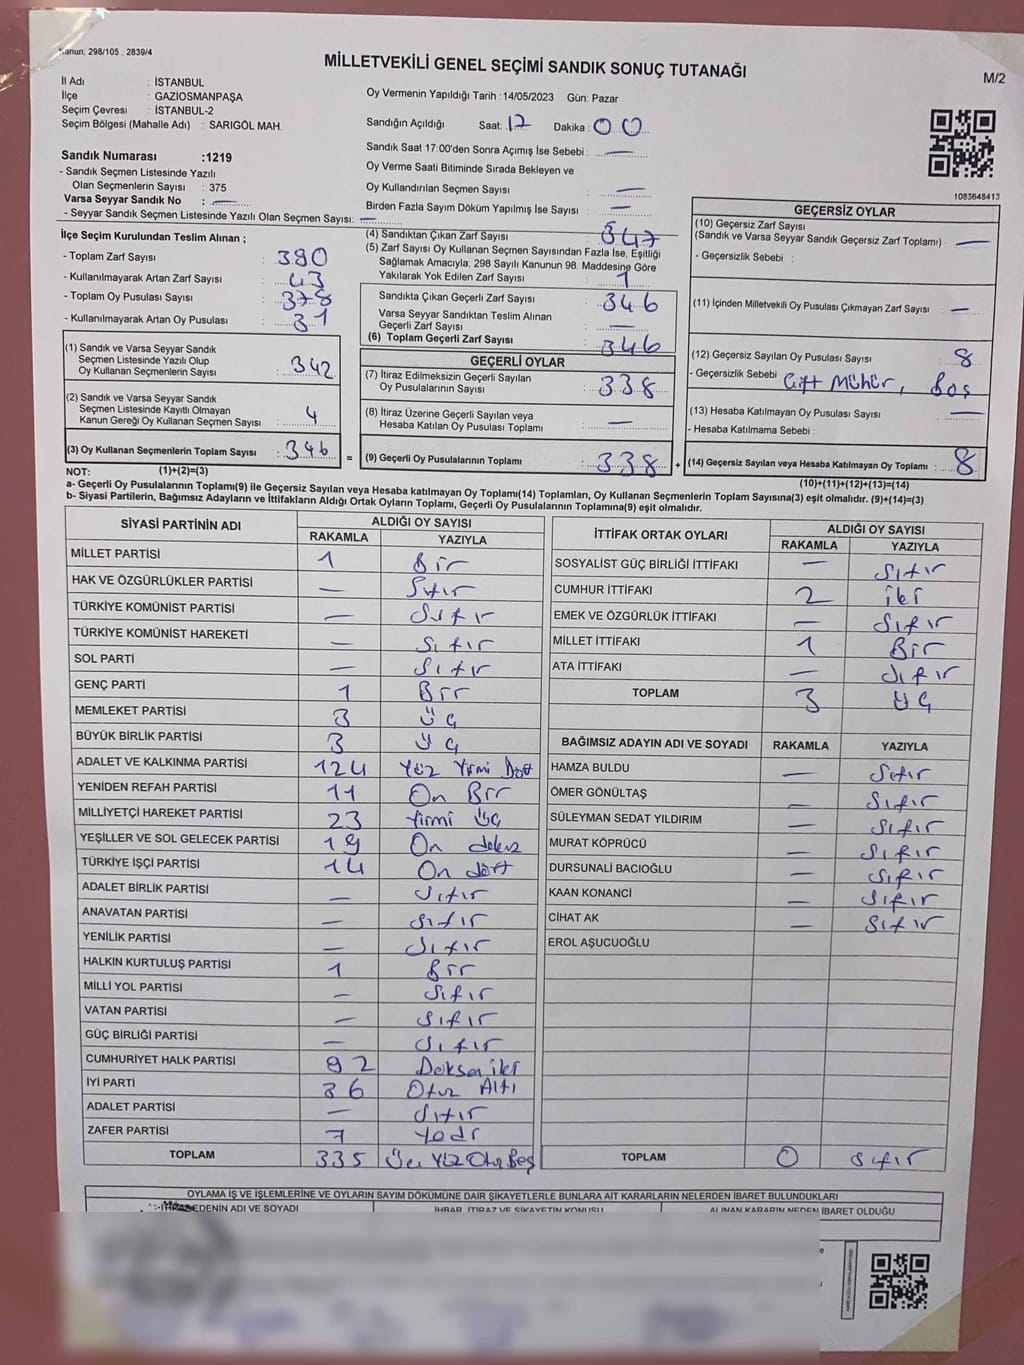 Kanun, 298/105 , 2839/4
MİLLETVEKİLİ GENEL SEÇİMİ SANDIK SONUÇ TUTANAĞI
M/2
İl Adı : İSTANBUL
İlçe : GAZİOSMANPAŞA
Seçim Çevresi : İSTANBUL-2
Seçim Bölgesi (Mahalle Adı) : SARIGÖL MAH.
Oy Vermenin Yapıldığı Tarih :14/05/2023 Gün: Pazar
Sandığın Açıldığı Saat: 17 Dakika : 00
Sandık Saat 17:00'den Sonra Açımış İse Sebebi : —
Oy Verme Saati Bitiminde Sırada Bekleyen ve
Oy Kullandırılan Seçmen Sayısı : —
Birden Fazla Sayım Döküm Yapılmış İse Sayısı : —
1083648413
Sandık Numarası :1219
- Sandık Seçmen Listesinde Yazılı
Olan Seçmenlerin Sayısı : 375
Varsa Seyyar Sandık No : —
- Seyyar Sandık Seçmen Listesinde Yazılı Olan Seçmen Sayısı: —
İlçe Seçim Kurulundan Teslim Alınan ;
- Toplam Zarf Sayısı : 390
- Kullanılmayarak Artan Zarf Sayısı : 43
- Toplam Oy Pusulası Sayısı : 378
- Kullanılmayarak Artan Oy Pusulası : 31
(4) Sandıktan Çıkan Zarf Sayısı : 347
(5) Zarf Sayısı Oy Kullanan Seçmen Sayısından Fazla İse, Eşitliği
Sağlamak Amacıyla, 298 Sayılı Kanunun 98. Maddesine Göre
Yakılarak Yok Edilen Zarf Sayısı : 1
Sandıkta Çıkan Geçerli Zarf Sayısı : 346
Varsa Seyyar Sandıktan Teslim Alınan
Geçerli Zarf Sayısı : —
(6) Toplam Geçerli Zarf Sayısı : 346
GEÇERSİZ OYLAR
(10) Geçersiz Zarf Sayısı
(Sandık ve Varsa Seyyar Sandık Geçersiz Zarf Toplamı) : —
- Geçersizlik Sebebi :
(11) İçinden Milletvekili Oy Pusulası Çıkmayan Zarf Sayısı : —
(12) Geçersiz Sayılan Oy Pusulası Sayısı : 8
- Geçersizlik Sebebi : Çift Mühür, Boş
(13) Hesaba Katılmayan Oy Pusulası Sayısı : —
- Hesaba Katılmama Sebebi :
(14) Geçersiz Sayılan veya Hesaba Katılmayan Oy Toplamı : 8
(10)+(11)+(12)+(13)=(14)
(1) Sandık ve Varsa Seyyar Sandık
Seçmen Listesinde Yazılı Olup
Oy Kullanan Seçmenlerin Sayısı : 342
(2) Sandık ve Varsa Seyyar Sandık
Seçmen Listesinde Kayıtlı Olmayan
Kanun Gereği Oy Kullanan Seçmen Sayısı : 4
(3) Oy Kullanan Seçmenlerin Toplam Sayısı : 346 =
GEÇERLİ OYLAR
(7) İtiraz Edilmeksizin Geçerli Sayılan
Oy Pusulalarının Sayısı : 338
(8) İtiraz Üzerine Geçerli Sayılan veya
Hesaba Katılan Oy Pusulası Toplamı : —
(9) Geçerli Oy Pusulalarının Toplamı : 338 +
NOT: (1)+(2)=(3)
a- Geçerli Oy Pusulalarının Toplamı(9) ile Geçersiz Sayılan veya Hesaba katılmayan Oy Toplamı(14) Toplamları, Oy Kullanan Seçmenlerin Toplam Sayısına(3) eşit olmalıdır. (9)+(14)=(3)
b- Siyasi Partilerin, Bağımsız Adayların ve İttifakların Aldığı Ortak Oyların Toplamı, Geçerli Oy Pusulalarının Toplamına(9) eşit olmalıdır.
SİYASİ PARTİNİN ADI ALDIĞI OY SAYISI
RAKAMLA YAZIYLA
MİLLET PARTİSİ 1 Bir
HAK VE ÖZGÜRLÜKLER PARTİSİ — Sıfır
TÜRKİYE KOMÜNİST PARTİSİ — Sıfır
TÜRKİYE KOMÜNİST HAREKETİ — Sıfır
SOL PARTİ — Sıfır
GENÇ PARTİ 1 Bir
MEMLEKET PARTİSİ 3 Üç
BÜYÜK BİRLİK PARTİSİ 3 Üç
ADALET VE KALKINMA PARTİSİ 124 Yüz Yirmi Dört
YENİDEN REFAH PARTİSİ 11 On Bir
MİLLİYETÇİ HAREKET PARTİSİ 23 Yirmi Üç
YEŞİLLER VE SOL GELECEK PARTİSİ 19 On dokuz
TÜRKİYE İŞÇİ PARTİSİ 14 On dört
ADALET BİRLİK PARTİSİ — Sıfır
ANAVATAN PARTİSİ — Sıfır
YENİLİK PARTİSİ — Sıfır
HALKIN KURTULUŞ PARTİSİ 1 Bir
MİLLİ YOL PARTİSİ — Sıfır
VATAN PARTİSİ — Sıfır
GÜÇ BİRLİĞİ PARTİSİ — Sıfır
CUMHURİYET HALK PARTİSİ 92 Doksan iki
İYİ PARTİ 36 Otuz Altı
ADALET PARTİSİ — Sıfır
ZAFER PARTİSİ 7 Yedi
TOPLAM 335 Üç Yüz Otuz Beş
İTTİFAK ORTAK OYLARI ALDIĞI OY SAYISI
RAKAMLA YAZIYLA
SOSYALİST GÜÇ BİRLİĞİ İTTİFAKI — Sıfır
CUMHUR İTTİFAKI 2 iki
EMEK VE ÖZGÜRLÜK İTTİFAKI — Sıfır
MİLLET İTTİFAKI 1 Bir
ATA İTTİFAKI — Sıfır
TOPLAM 3 ÜÇ
BAĞIMSIZ ADAYIN ADI VE SOYADI RAKAMLA YAZIYLA
HAMZA BULDU — Sıfır
ÖMER GÖNÜLTAŞ — Sıfır
SÜLEYMAN SEDAT YILDIRIM — Sıfır
MURAT KÖPRÜCÜ — Sıfır
DURSUNALİ BACIOĞLU — Sıfır
KAAN KONANCİ — Sıfır
CİHAT AK — Sıfır
EROL AŞUCUOĞLU
TOPLAM 0 Sıfır
OYLAMA İŞ VE İŞLEMLERİNE VE OYLARIN SAYIM DÖKÜMÜNE DAİR ŞİKAYETLERLE BUNLARA AİT KARARLARIN NELERDEN İBARET BULUNDUKLARI
EDENİN ADI VE SOYADI İHBAR, İTİRAZ VE ŞİKAYETİN KONUSU ALINAN KARARIN NEDEN İBARET OLDUĞU